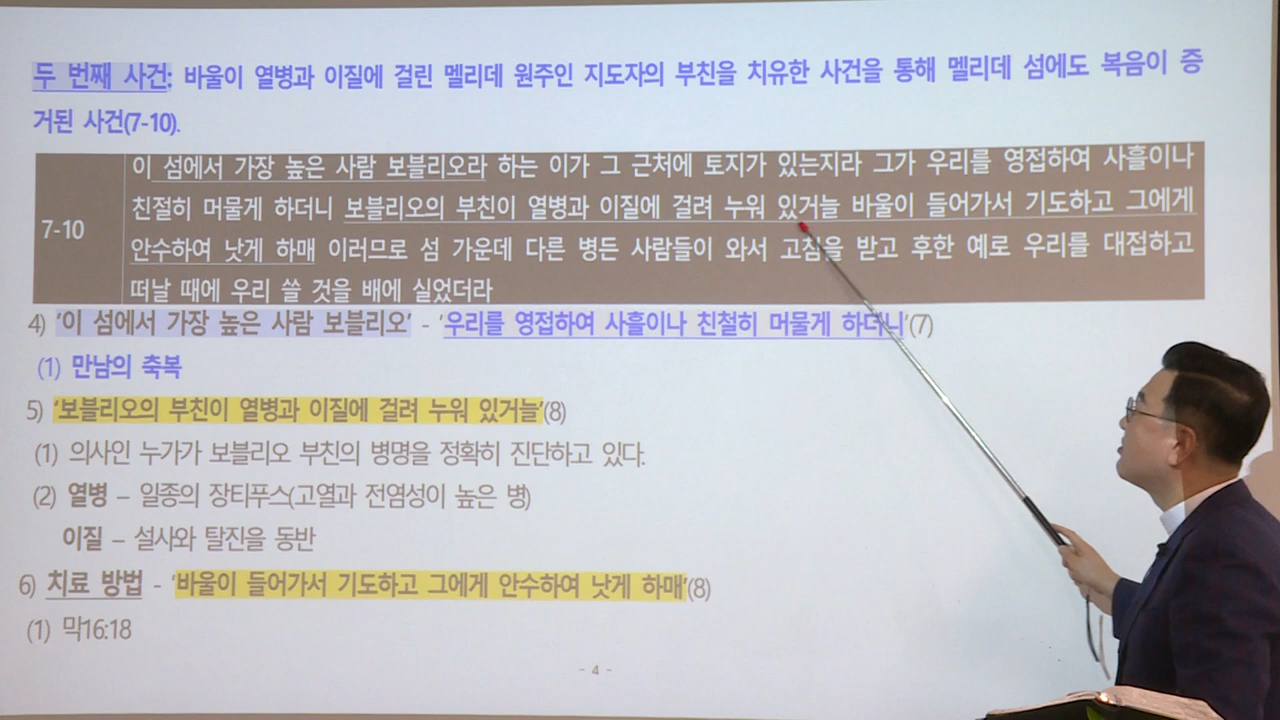 두 번째 사건: 바울이 열병과 이질에 걸린 멜리데 원주인 지도자의 부친을 치유한 사건을 통해 멜리데 섬에도 복음이 증
거된 사건(7-10).
이 섬에서 가장 높은 사람 보블리오라 하는 이가 그 근처에 토지가 있는지라 그가 우리를 영접하여 사흘이나
친절히 머물게 하더니 보블리오의 부친이 열병과 이질에 걸려 누워 있거늘 바울이 들어가서 기도하고 그에게
7-10
안수하여 낫게 하매 이러므로 섬 가운데 다른 병든 사람들이 와서 고침을 받고 후한 예로 우리를 대접하고
떠날 때에 우리 쓸 것을 배에 실었더라
4) '이 섬에서 가장 높은 사람 보블리오' - '우리를 영접하여 사흘이나 친철히 머물게 하더니'(7)
(1) 만남의 축복
5) '보블리오의 부친이 열병과 이질에 걸려 누워 있거늘'(8)
(1) 의사인 누가가 보블리오 부친의 병명을 정확히 진단하고 있다.
(2) 열병 – 일종의 장티푸스(고열과 전염성이 높은 병)
이질 – 설사와 탈진을 동반
6) 치료 방법 - '바울이 들어가서 기도하고 그에게 안수하여 낫게 하매'(8)
(1) 막16:18
- 4 -